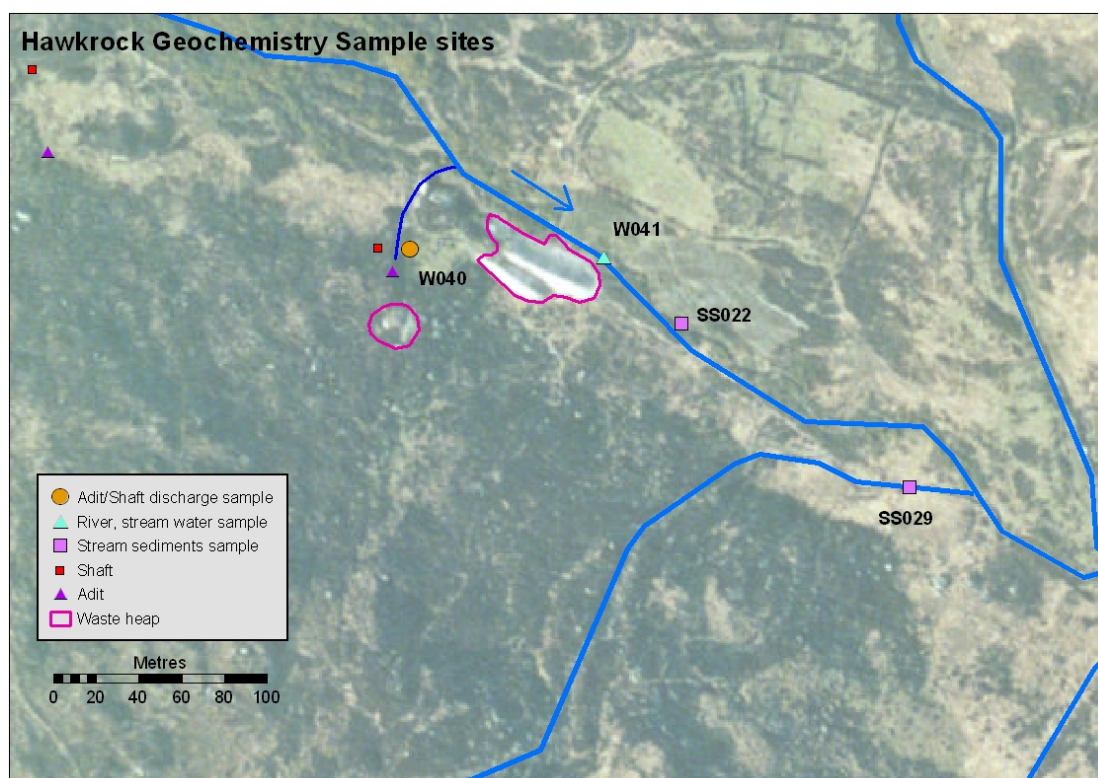 Hawkrock Geochemistry Sample sites
W041
W040
SS022
SS029
Adit/Shaft discharge sample
River, stream water sample
Stream sediments sample
Shaft
Adit
Waste heap
Metres
0 20 40 60 80 100